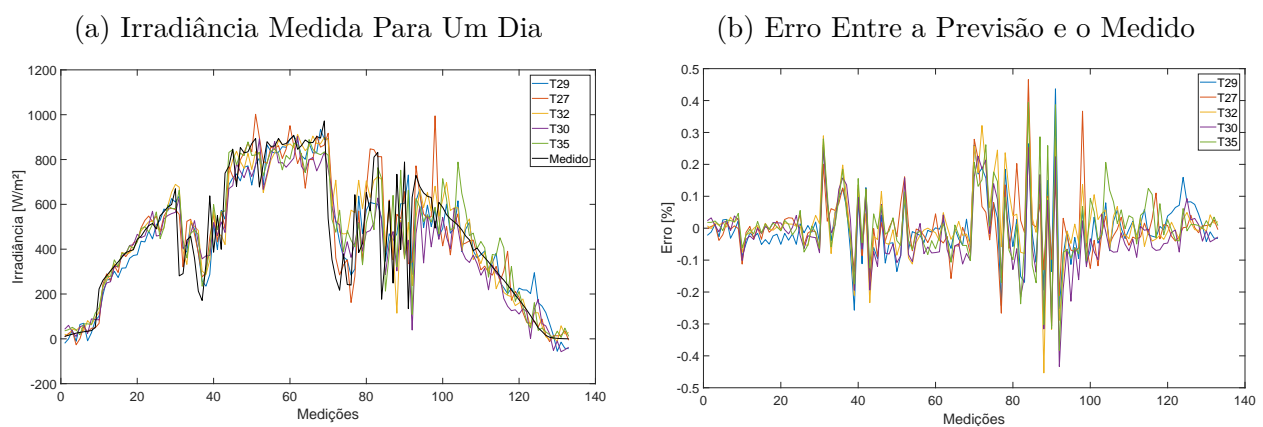 (a) Irradiância Medida Para Um Dia
1200
1000
800
600
400
200
0
-200
Irradiância [W/m²]
0 20 40 60 80 100 120 140
Medições
T29
T27
T32
T30
T35
Medido
(b) Erro Entre a Previsão e o Medido
0.5
0.4
0.3
0.2
0.1
0
-0.1
-0.2
-0.3
-0.4
-0.5
Erro [%]
0 20 40 60 80 100 120 140
Medições
T29
T27
T32
T30
T35